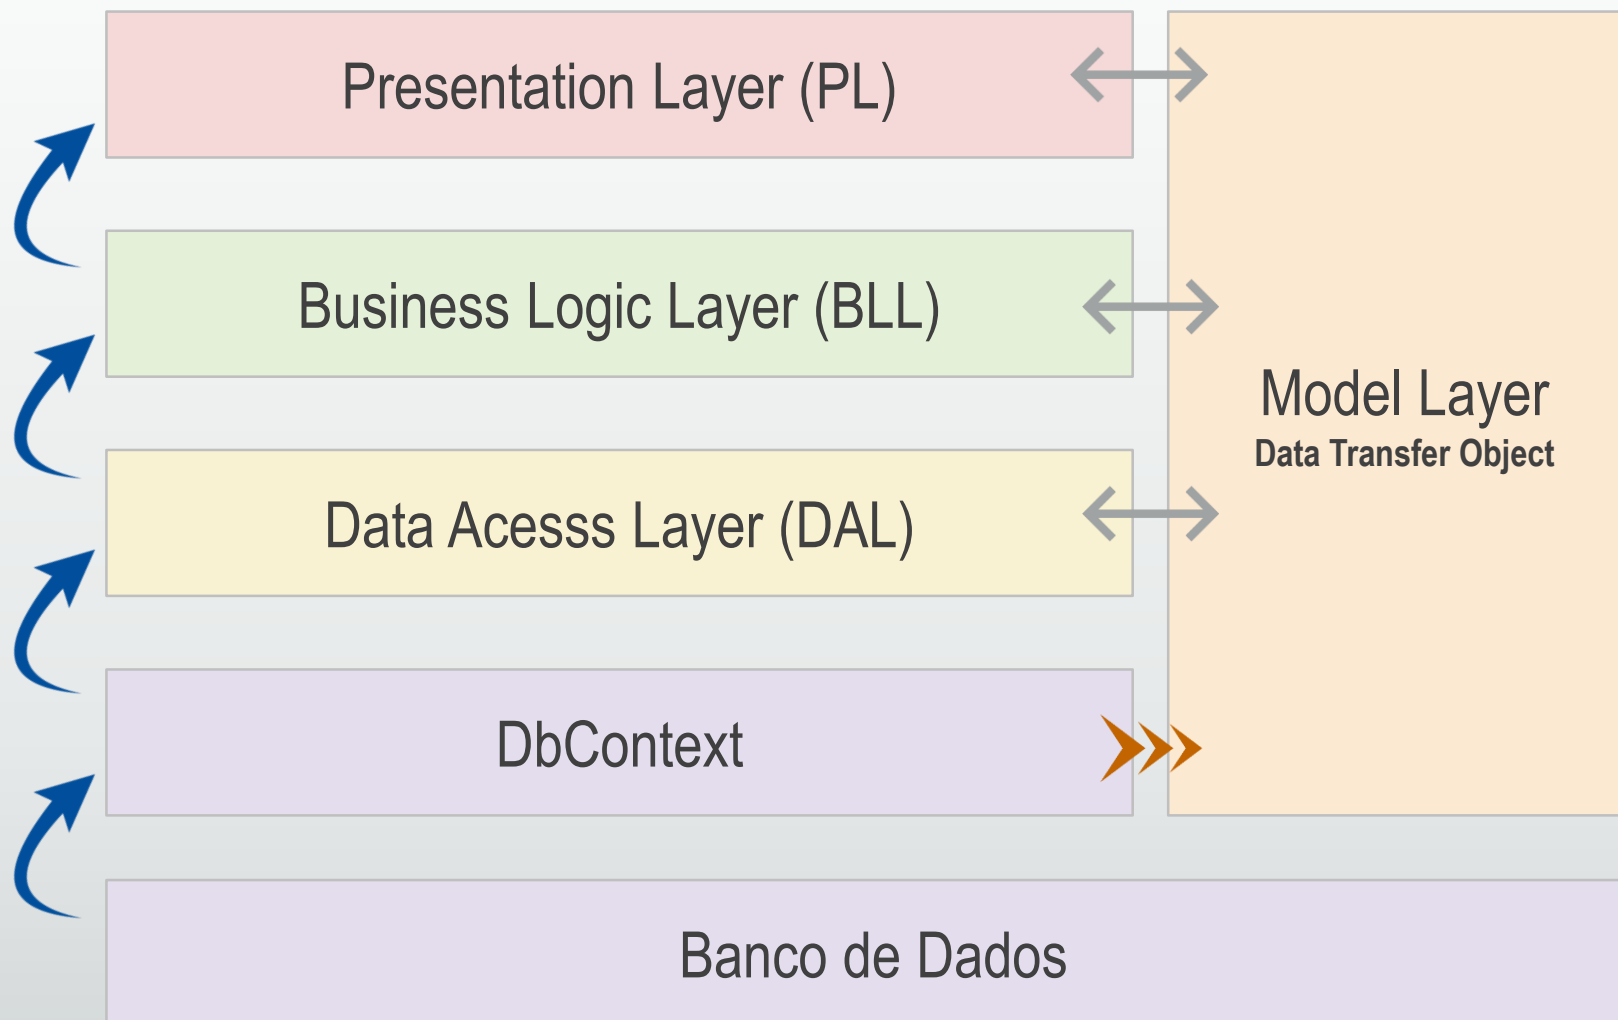 Presentation Layer (PL)
Business Logic Layer (BLL)
Model Layer
Data Transfer Object
Data Acesss Layer (DAL)
DbContext
Banco de Dados